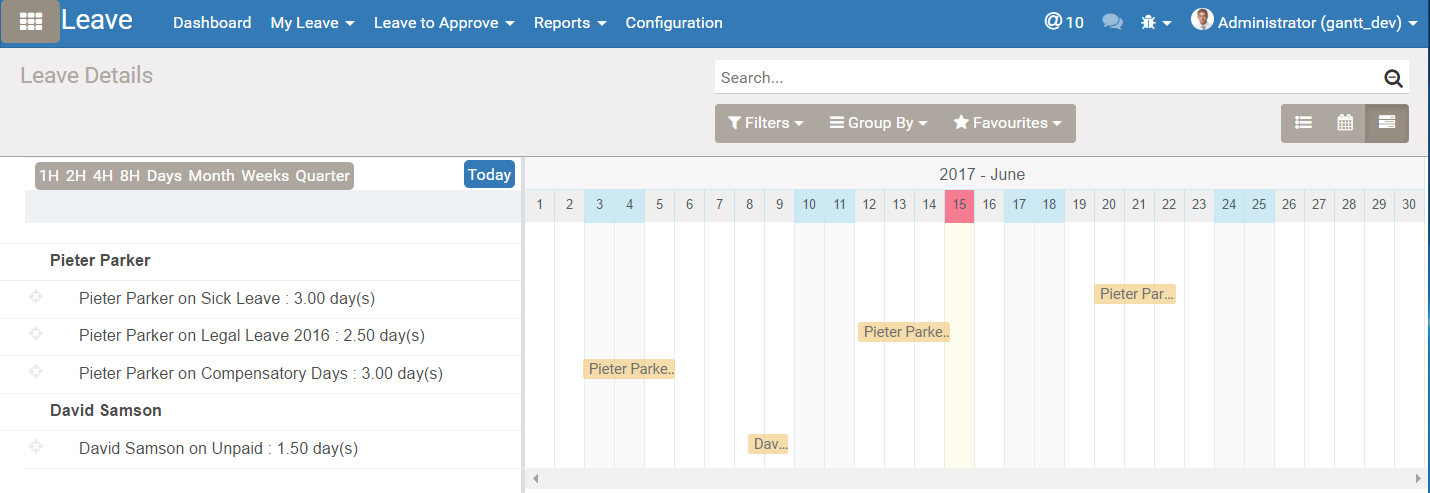 Leave Dashboard My Leave Leave to Approve Reports Configuration @10 Administrator (gantt_dev)
Leave Details
Search...
Filters Group By Favourites
1H 2H 4H 8H Days Month Weeks Quarter Today
2017 - June
1 2 3 4 5 6 7 8 9 10 11 12 13 14 15 16 17 18 19 20 21 22 23 24 25 26 27 28 29 30
Pieter Parker
Pieter Parker on Sick Leave : 3.00 day(s) Pieter Par...
Pieter Parker on Legal Leave 2016 : 2.50 day(s) Pieter Parke..
Pieter Parker on Compensatory Days : 3.00 day(s) Pieter Parke..
David Samson
David Samson on Unpaid : 1.50 day(s) Dav...